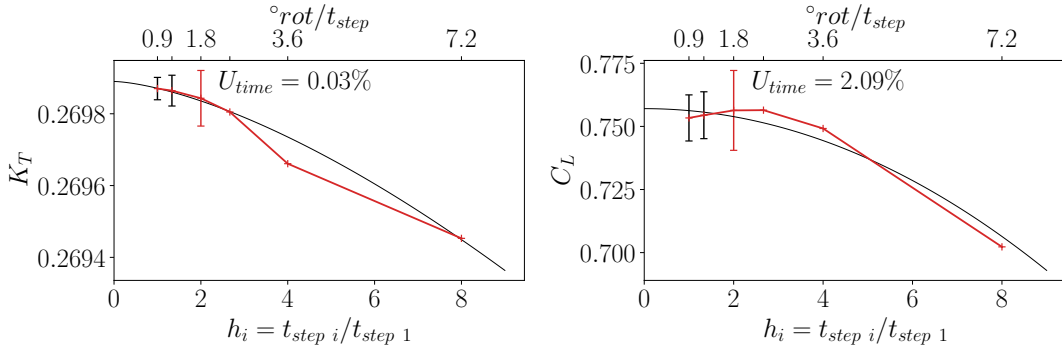 °rot/t_step
0.9 1.8 3.6 7.2
U_time = 0.03%
K_T
0.2698
0.2696
0.2694
0 2 4 6 8
h_i = t_step i/t_step 1
°rot/t_step
0.9 1.8 3.6 7.2
U_time = 2.09%
C_L
0.775
0.750
0.725
0.700
0 2 4 6 8
h_i = t_step i/t_step 1